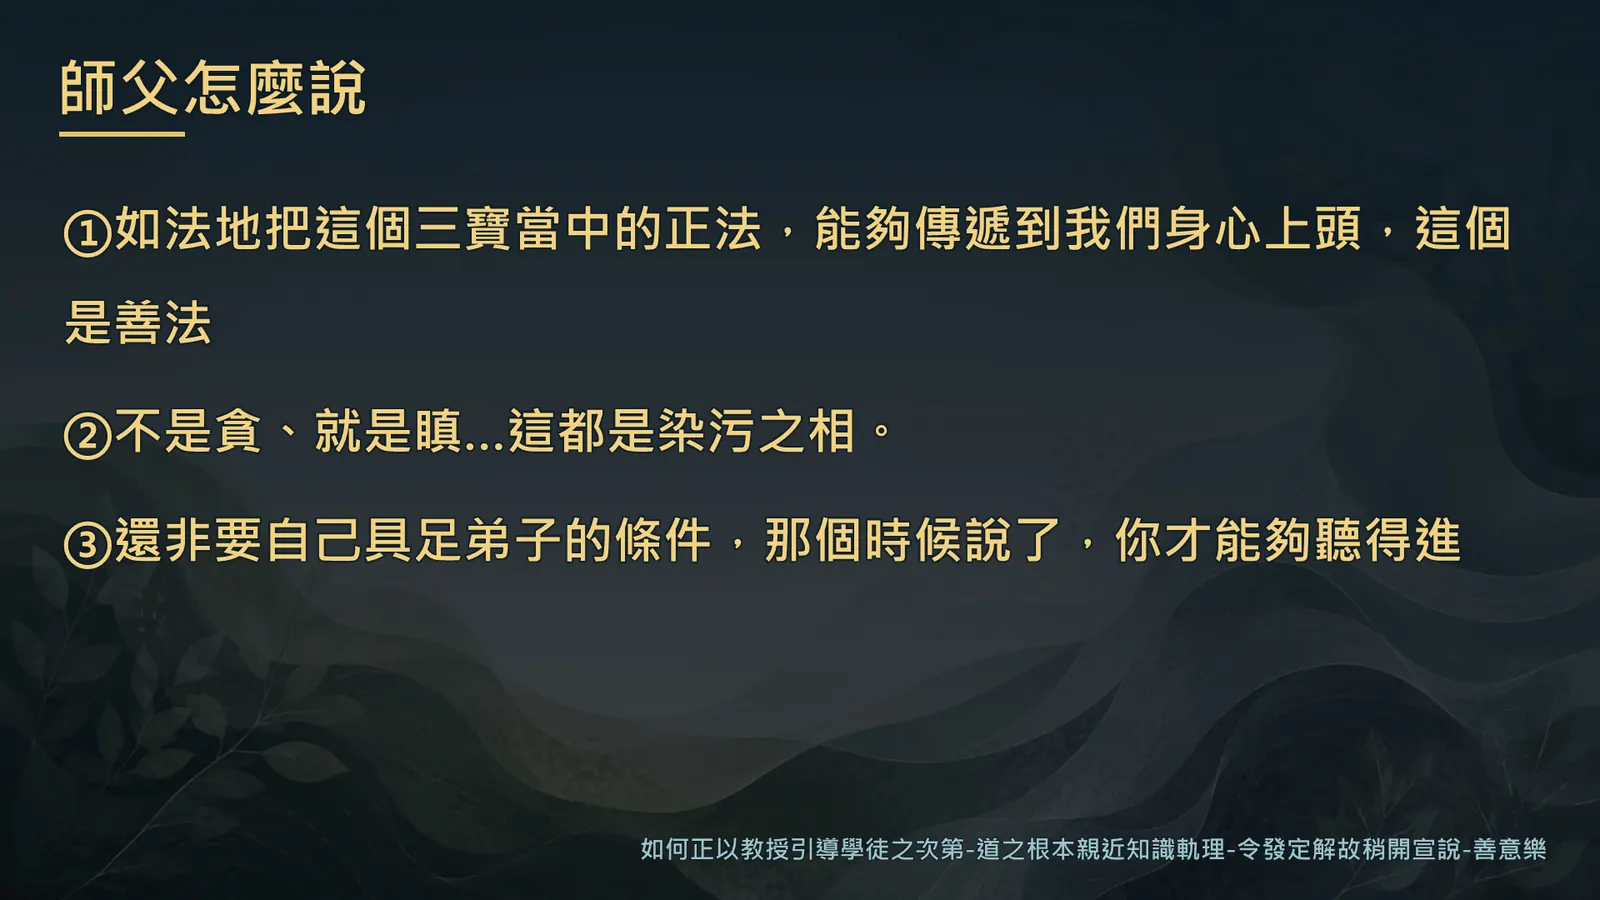 師父怎麼說
①如法地把這個三寶當中的正法，能夠傳遞到我們身心上頭，這個
是善法
②不是貪、就是瞋...這都是染污之相。
③還非要自己具足弟子的條件，那個時候說了，你才能夠聽得進
如何正以教授引導學徒之次第-道之根本親近知識軌理-令發定解故稍開宣說-善意樂